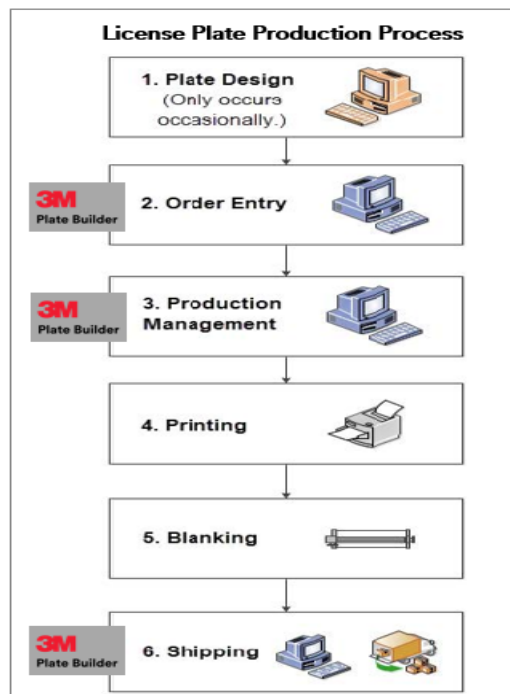 License Plate Production Process
1. Plate Design
(Only occurs
occasionally.)
3M
Plate Builder
2. Order Entry
3M
Plate Builder
3. Production
Management
4. Printing
5. Blanking
3M
Plate Builder
6. Shipping